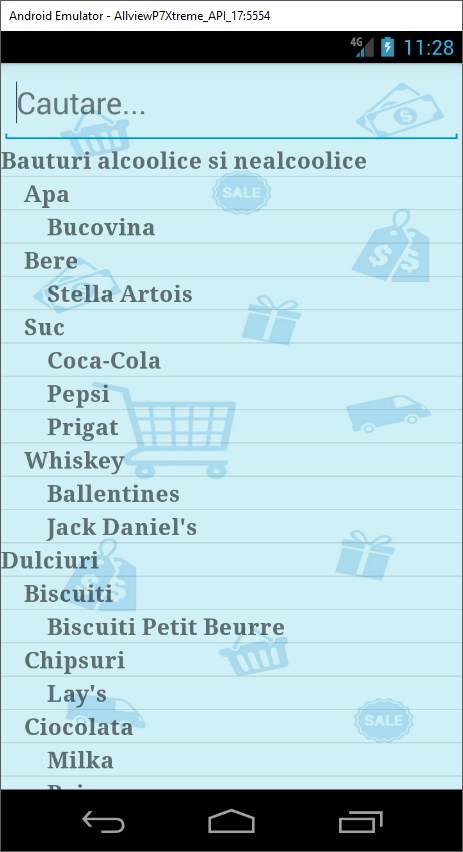 Android Emulator - AllviewP7Xtreme_API_17:5554
4G 11:28
Cautare...
Bauturi alcoolice si nealcoolice
Apa
SALE
Bucovina
Bere
Stella Artois
Suc
Coca-Cola
Pepsi
Prigat
Whiskey
Ballentines
Jack Daniel's
Dulciuri
Biscuiti
Biscuiti Petit Beurre
Chipsuri
Lay's
SALE
Ciocolata
Milka